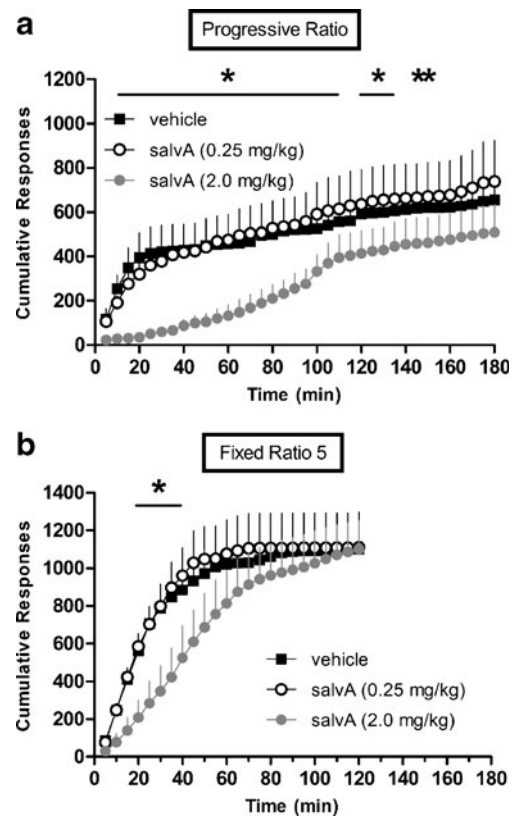 a
Progressive Ratio
* * **
1200
1000
800
600
400
200
0
Cumulative Responses
vehicle
salvA (0.25 mg/kg)
salvA (2.0 mg/kg)
0 20 40 60 80 100 120 140 160 180
Time (min)
b
Fixed Ratio 5
*
1400
1200
1000
800
600
400
200
0
Cumulative Responses
vehicle
salvA (0.25 mg/kg)
salvA (2.0 mg/kg)
0 20 40 60 80 100 120 140 160 180
Time (min)